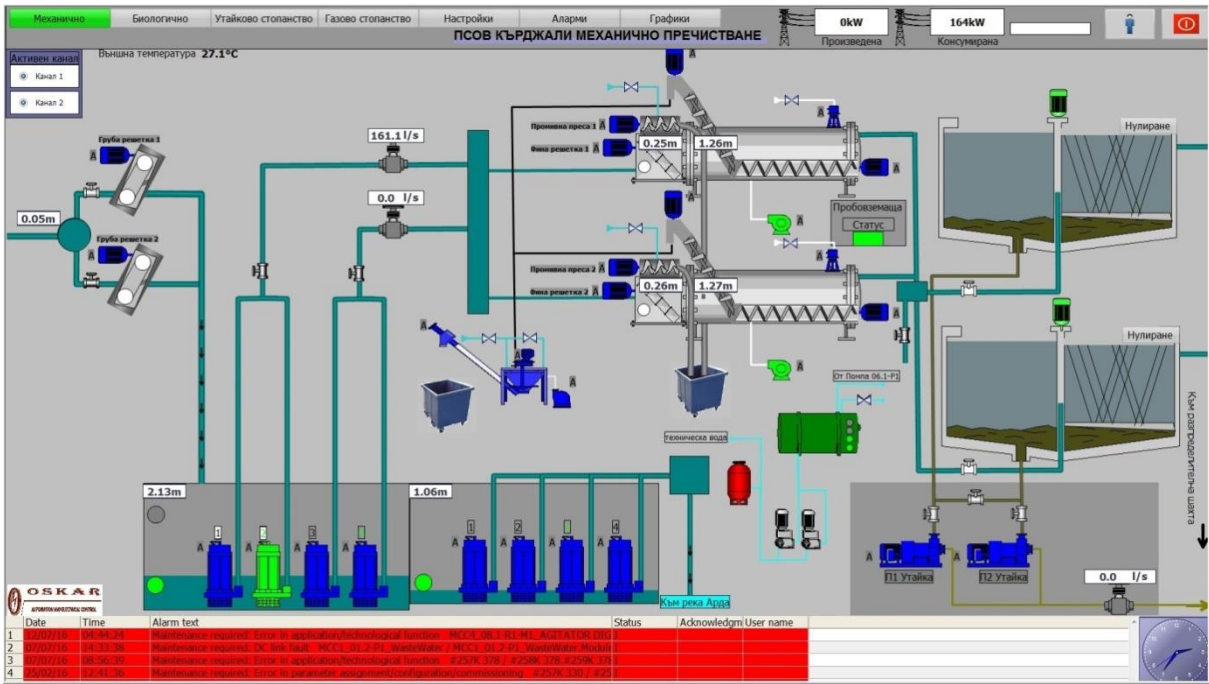 Механично Биологично Утайково стопанство Газово стопанство Настройки Аларми Графики
0kW 164kW
ПСОВ КЪРДЖАЛИ МЕХАНИЧНО ПРЕЧИСТВАНЕ
Произведена Консумирана
Външна температура 27.1°C
Активен канал
Канал 1
Канал 2
Груба решетка 1
A
0.05m
Груба решетка 2
A
161.1 l/s
0.0 l/s
A
Промивна преса 1 A
Фина решетка 1 A
0.25m 1.26m
A
A
A
A
Промивна преса 2 A
Фина решетка 2 A
0.26m 1.27m
A
A
A
Пробовземаща
Статус
Нулиране
Нулиране
A
A
A
От Помпа 06.1-P1
техническа вода
Към разпределителна шахта
2.13m
1.06m
1 2 3
A A A A
1 2 4
A A A A
Към река Арда
A A
П1 Утайка П2 Утайка
0.0 l/s
OSKAR
Date Time Alarm text Status Acknowledgm User name
1 12/07/16 04:44:24 Maintenance required: Error in application/technological function MCC4_08.1-R1-M1_AGITATOR DIG 1
2 07/07/16 14:33:38 Maintenance required: DC link fault MCC1_01.2-P1_WasteWater / MCC1_01.2-P1_WasteWater.Module 1
3 07/07/16 08:56:39 Maintenance required: Error in application/technological function #257K 378 / #258K 378.#259K 378 1
4 25/02/16 12:41:36 Maintenance required: Error in parameter assignment/configuration/commissioning #257K 330 / #25 1